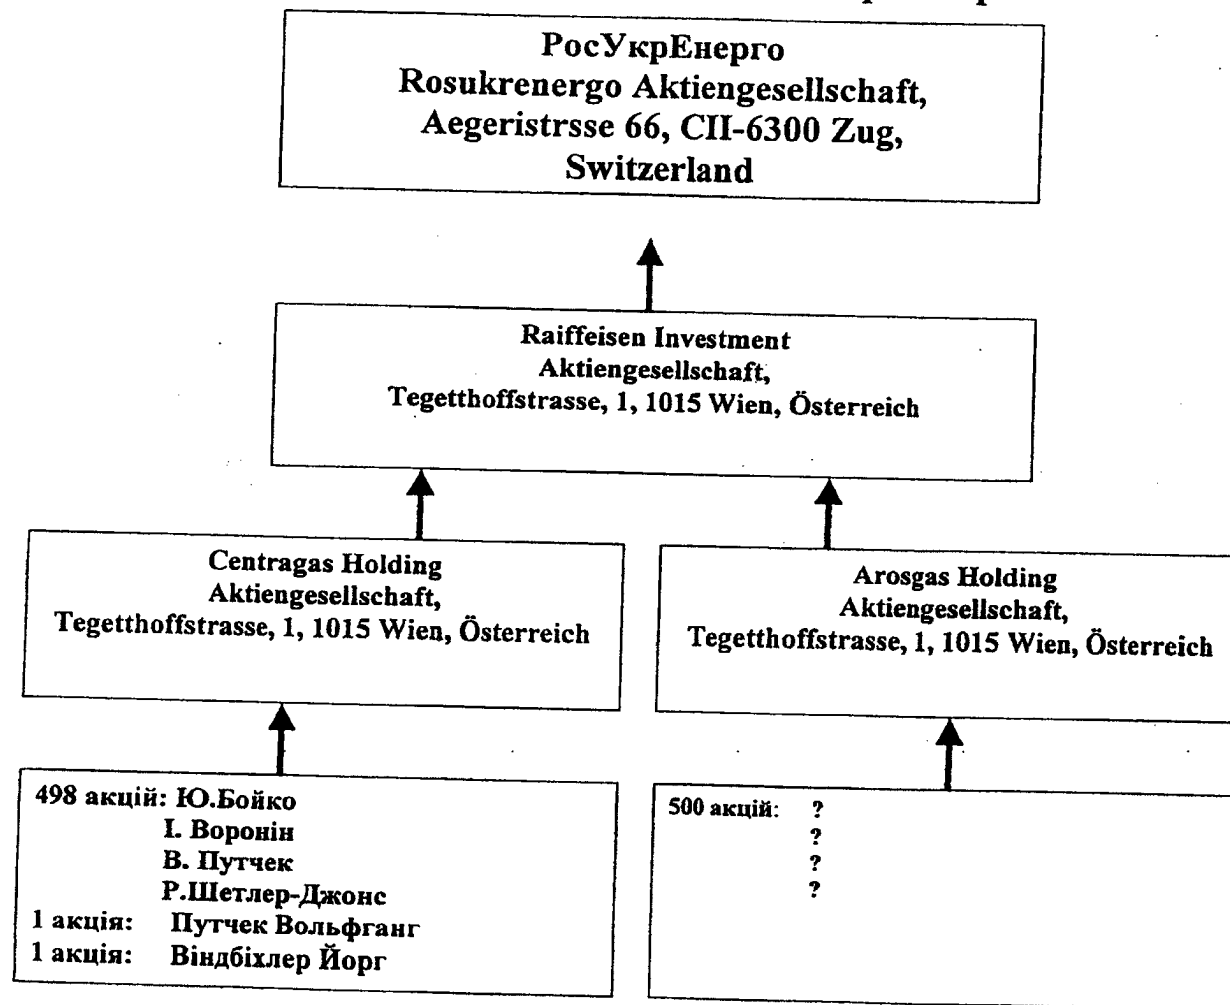 РосУкрЕнерго
Rosukrenergo Aktiengesellschaft,
Aegeristrsse 66, CII-6300 Zug,
Switzerland
Raiffeisen Investment
Aktiengesellschaft,
Tegetthoffstrasse, 1, 1015 Wien, Österreich
Centragas Holding
Aktiengesellschaft,
Tegetthoffstrasse, 1, 1015 Wien, Österreich
Arosgas Holding
Aktiengesellschaft,
Tegetthoffstrasse, 1, 1015 Wien, Österreich
498 акцій: Ю.Бойко
І. Воронін
В. Путчек
Р.Шетлер-Джонс
1 акція: Путчек Вольфганг
1 акція: Віндбіхлер Йорг
500 акцій: ?
?
?
?